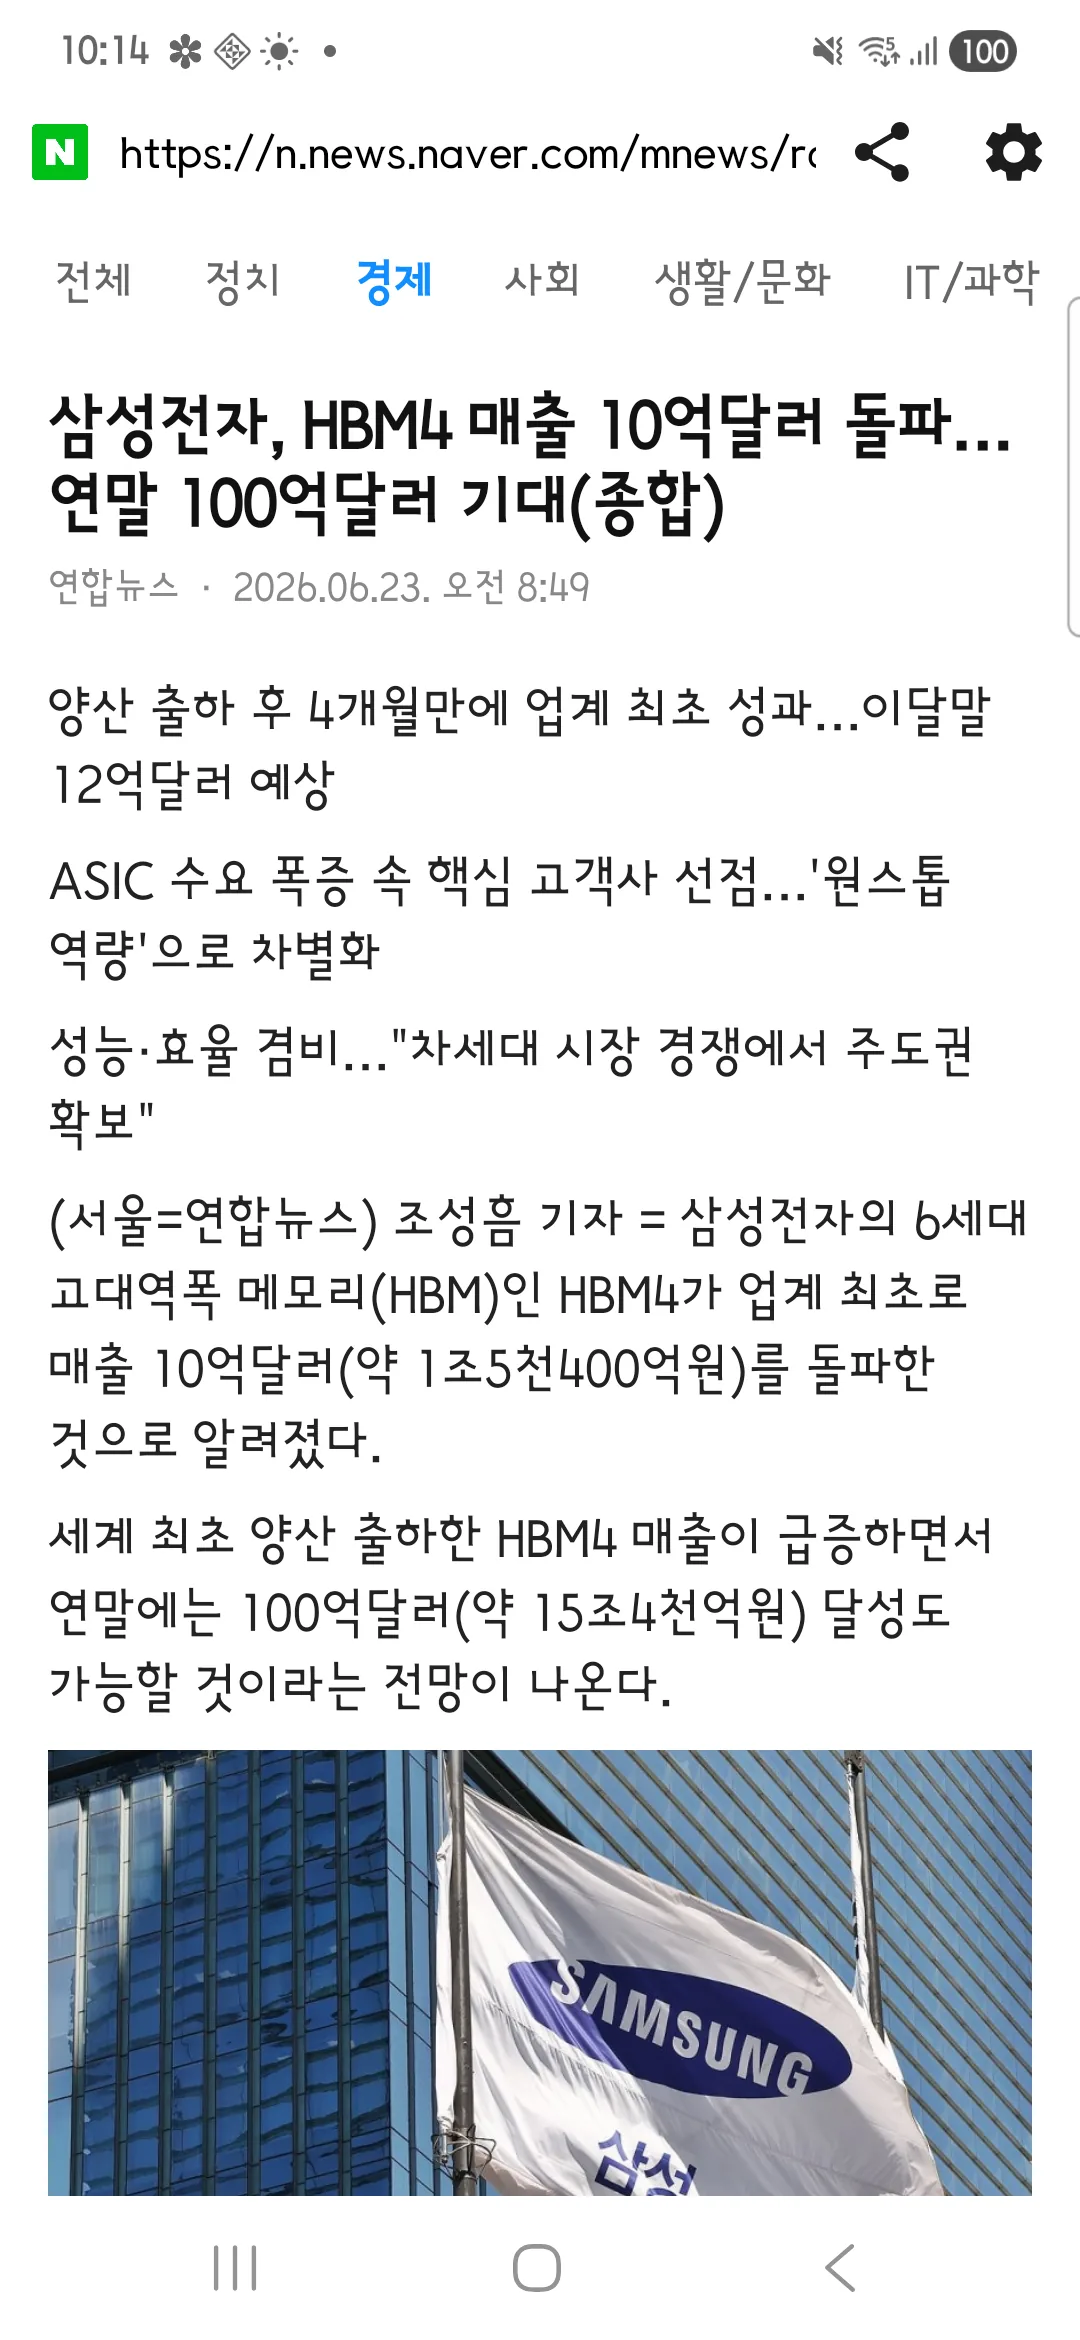 10:14
100
N
https://n.news.naver.com/mnews/
전체 정치 경제 사회 생활/문화 IT/과학
삼성전자, HBM4 매출 10억달러 돌파…
연말 100억달러 기대(종합)
연합뉴스 · 2026.06.23. 오전 8:49
양산 출하 후 4개월만에 업계 최초 성과…이달말
12억달러 예상
ASIC 수요 폭증 속 핵심 고객사 선점…'원스톱
역량'으로 차별화
성능·효율 겸비…"차세대 시장 경쟁에서 주도권
확보"
(서울=연합뉴스) 조성흠 기자 = 삼성전자의 6세대
고대역폭 메모리(HBM)인 HBM4가 업계 최초로
매출 10억달러(약 1조5천400억원)를 돌파한
것으로 알려졌다.
세계 최초 양산 출하한 HBM4 매출이 급증하면서
연말에는 100억달러(약 15조4천억원) 달성도
가능할 것이라는 전망이 나온다.
SAMSUNG
삼성